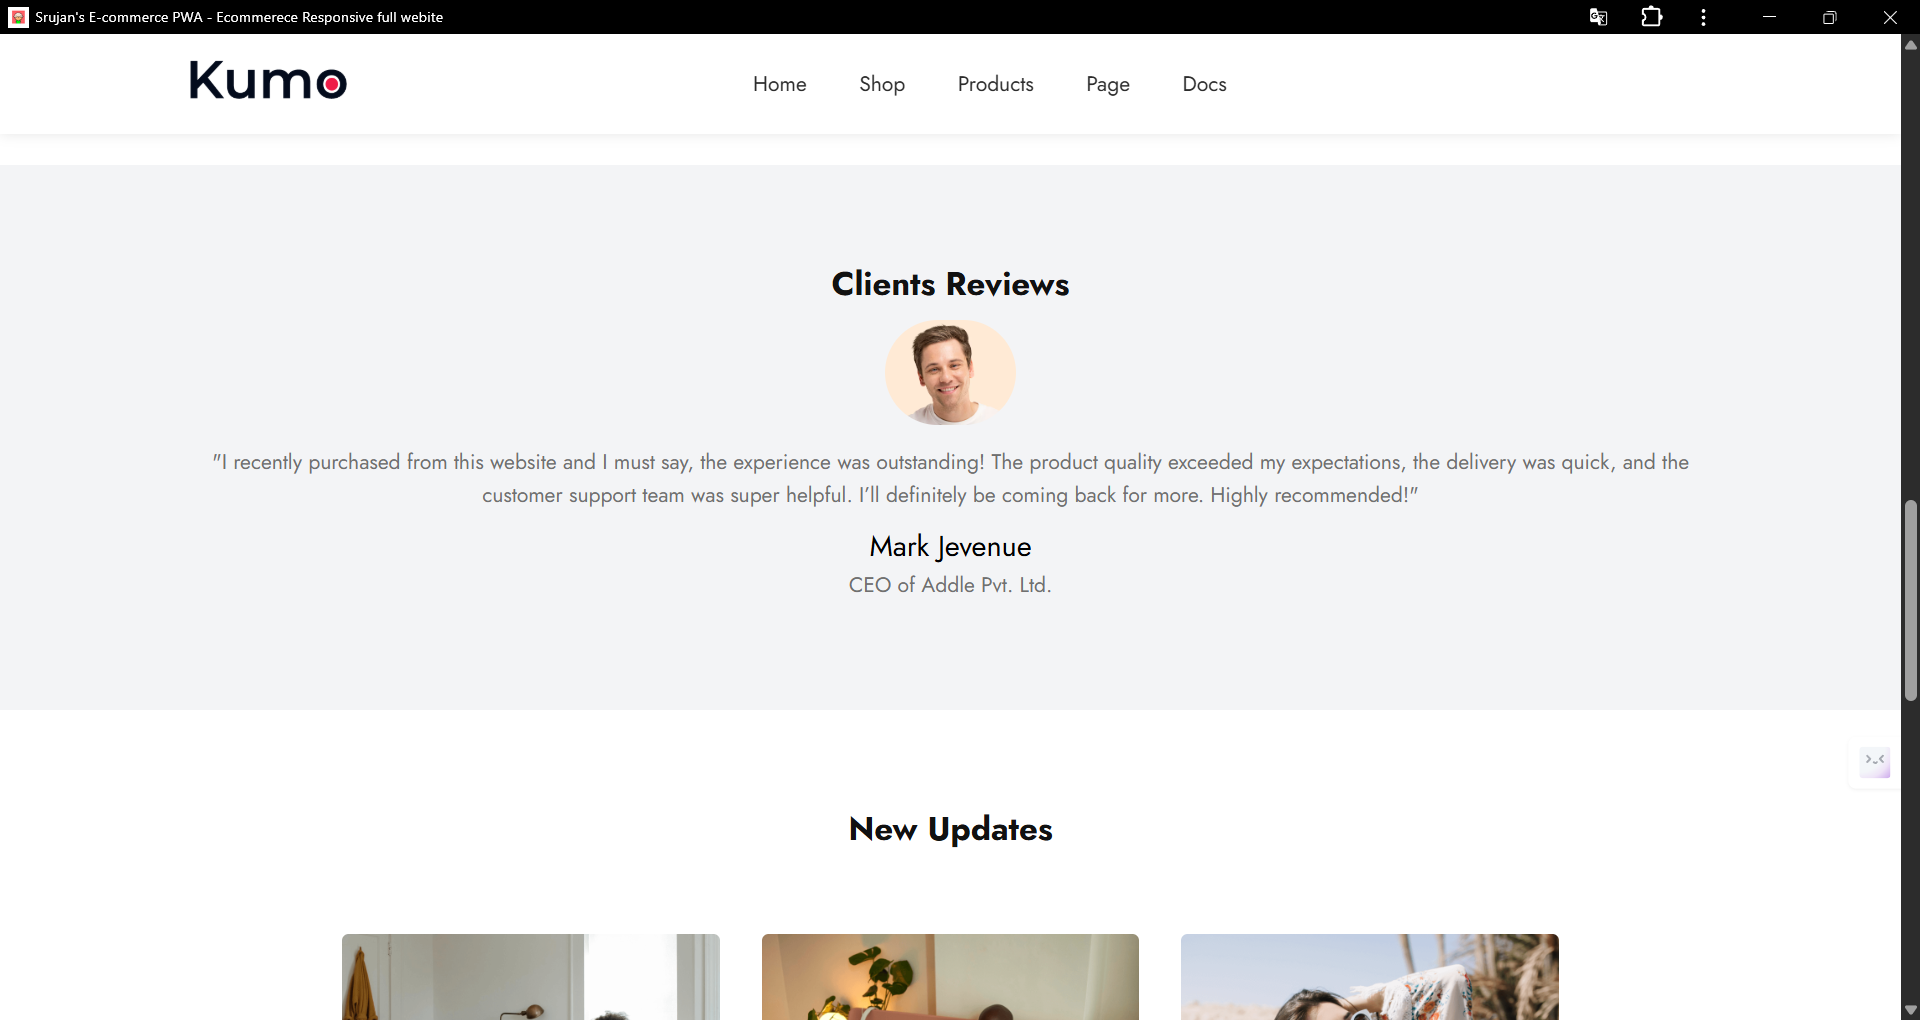 Srujan's E-commerce PWA - Ecommerece Responsive full webite
Kumo
Home Shop Products Page Docs
Clients Reviews
"I recently purchased from this website and I must say, the experience was outstanding! The product quality exceeded my expectations, the delivery was quick, and the
customer support team was super helpful. I’ll definitely be coming back for more. Highly recommended!"
Mark Jevenue
CEO of Addle Pvt. Ltd.
New Updates